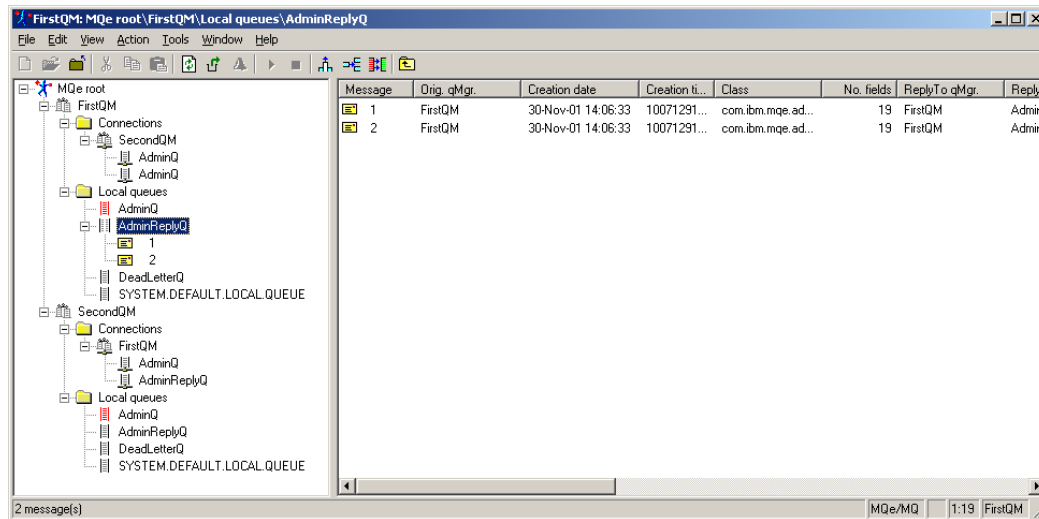 FirstQM: MQe root\FirstQM\Local queues\AdminReplyQ
File Edit View Action Tools Window Help
MQe root
FirstQM
Connections
SecondQM
AdminQ
AdminQ
Local queues
AdminQ
AdminReplyQ
1
2
DeadLetterQ
SYSTEM.DEFAULT.LOCAL.QUEUE
SecondQM
Connections
FirstQM
AdminQ
AdminReplyQ
Local queues
AdminQ
AdminReplyQ
DeadLetterQ
SYSTEM.DEFAULT.LOCAL.QUEUE
Message Orig. qMgr. Creation date Creation ti... Class No. fields ReplyTo qMgr. Reply
1 FirstQM 30-Nov-01 14:06:33 10071291... com.ibm.mqe.ad... 19 FirstQM Admin
2 FirstQM 30-Nov-01 14:06:33 10071291... com.ibm.mqe.ad... 19 FirstQM Admin
2 message(s) MQe/MQ 1:19 FirstQM